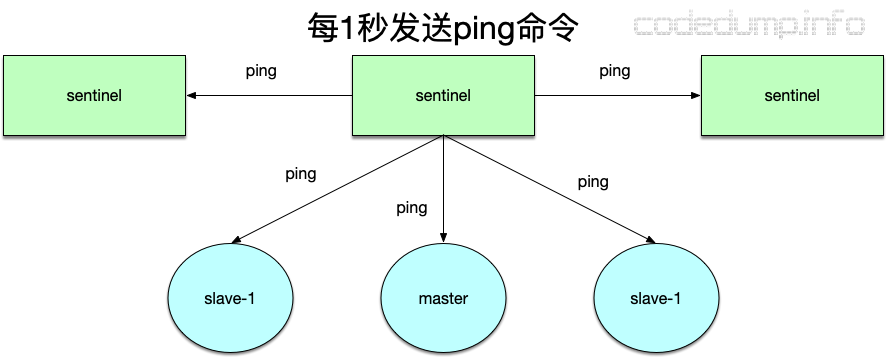 每1秒发送ping命令
codedump.info
ping
ping
sentinel
sentinel
sentinel
ping
ping
ping
slave-1
master
slave-1